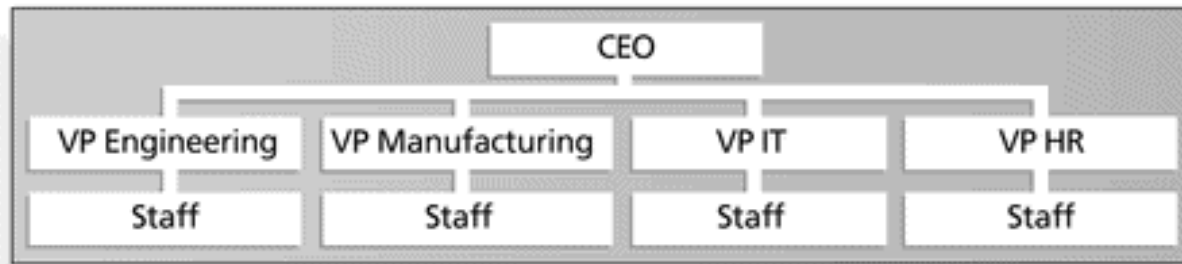 CEO
VP Engineering VP Manufacturing VP IT VP HR
Staff Staff Staff Staff